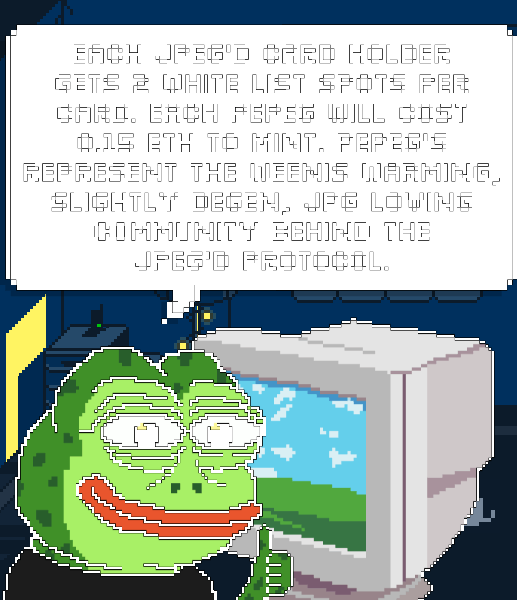 EACH JPEG'D CARD HOLDER
GETS 2 WHITE LIST SPOTS PER
CARD. EACH PEPEG WILL COST
0.15 ETH TO MINT. PEPEG'S
REPRESENT THE WEENIS WARMING,
SLIGHTLY DEGEN, JPG LOWING
COMMUNITY BEHIND THE
JPEG'D PROTOCOL.